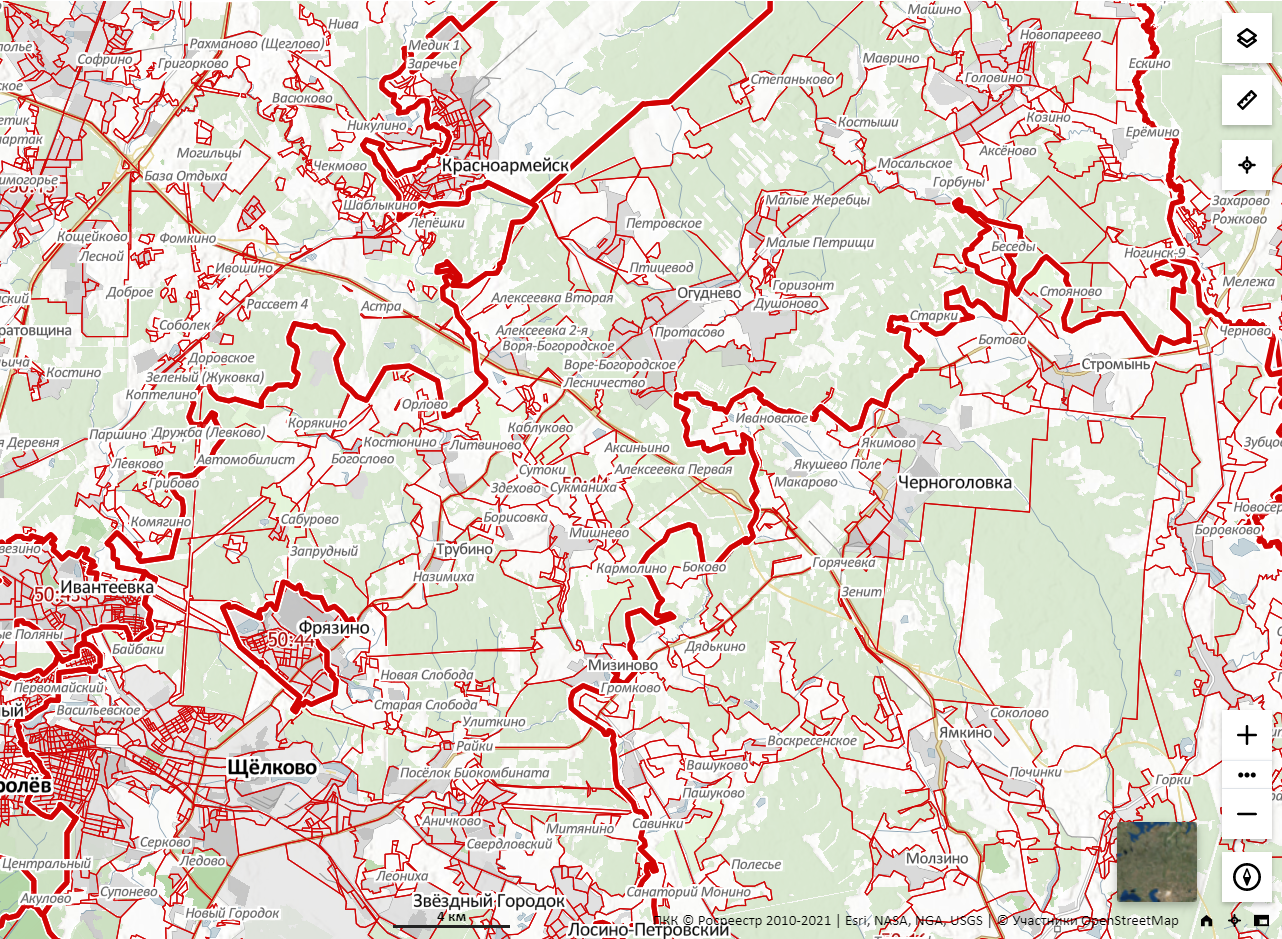 Машино
Нива
Новопареево
Рахманово (Щеглово)
Медик 1
Софрино
Григорково
Заречье
Маврино
Ескино
Степаньково
Головино
Васюково
Козино
Никулино
Костыши
Ерёмино
Могильцы
Аксёново
Чекмово
Красноармейск
Мосальское
База Отдыха
Горбуны
Малые Жеребцы
Захарово
Шаблыкино
Рожково
Лепёшки
Петровское
Кощейково
Фомкино
Малые Петрищи
Беседы
Лесной
Ногинск-9
Ивошино
Птицевод
Мележа
Доброе
Огуднево
Горизонт
Стояново
Рассвет 4
Астра
Алексеевка Вторая
Душоново
Соболек
Старки
Алексеевка 2-я
Протасово
Черново
Воря-Богородское
Ботово
Доровское
Воре-Богородское
Стромынь
Костино
Зеленый (Жуковка)
Лесничество
Коптелино
Орлово
Корякино
Ивановское
Паршино
Дружба (Левково)
Каблуково
Костюнино
Литвиново
Аксиньино
Якимово
Лёвково
Автомобилист
Богослово
Сутоки
Алексеевка Первая
Якушево Поле
Грибово
Здехово
Сукманиха
Макарово
Черноголовка
Комягино
Сабурово
Борисовка
Мишнево
Боровково
Запрудный
Трубино
Кармолино
Боково
Горячевка
Назимиха
Ивантеевка
Зенит
Фрязино
50:44
Байбаки
Дядькино
Мизиново
Новая Слобода
Первомайский
Громково
Старая Слобода
Васильевское
Соколово
Улиткино
Ямкино
Райки
Воскресенское
Щёлково
Посёлок Биокомбината
Вашуково
Починки
Горки
Пашуково
Аничково
Митянино
Савинки
Серково
Свердловский
Центральный
Ледово
Молзино
Полесье
Леониха
Супонево
Санаторий Монино
Акулово
Звёздный Городок
Новый Городок
4 км
Лосино-Петровский
ПКК © Росреестр 2010-2021 | Esri, NASA, NGA, USGS | © Участники OpenStreetMap